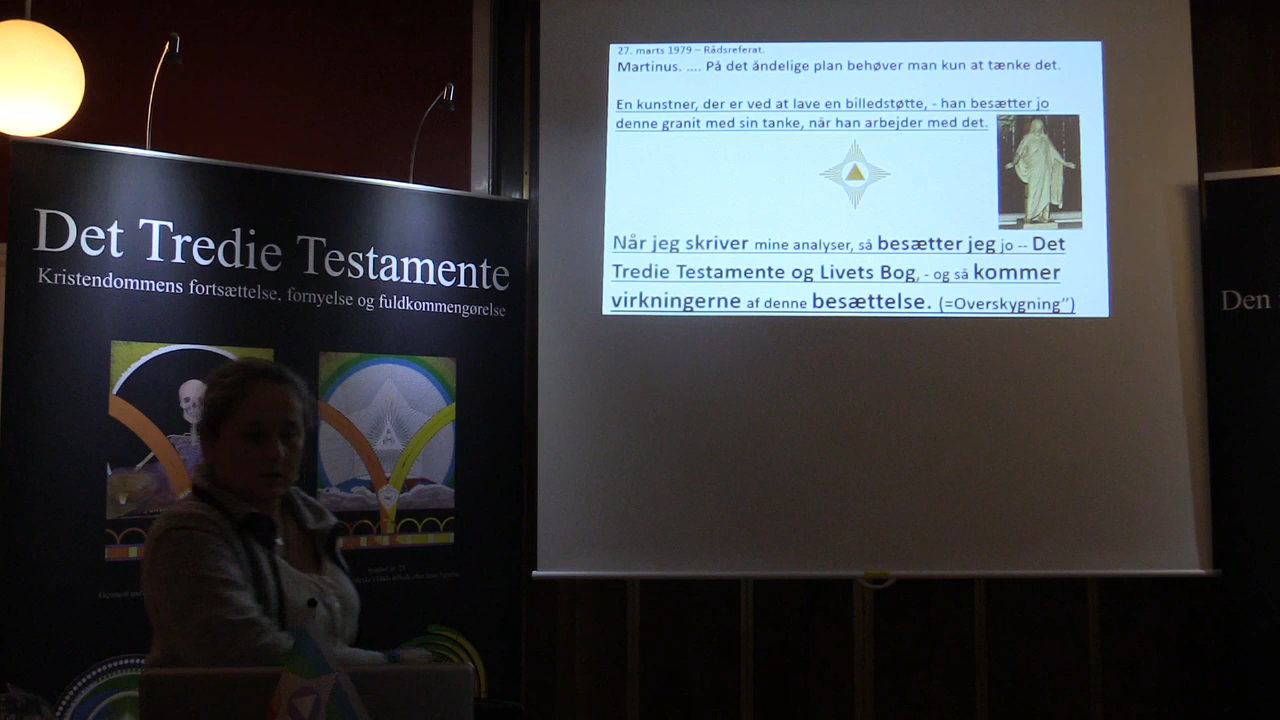 27. marts 1979 – Rådsreferat.
Martinus. .... På det åndelige plan behøver man kun at tænke det.
En kunstner, der er ved at lave en billedstøtte, - han besætter jo
denne granit med sin tanke, når han arbejder med det.
Når jeg skriver mine analyser, så besætter jeg jo -- Det
Tredie Testamente og Livets Bog, - og så kommer
virkningerne af denne besættelse. (=Overskygning”)
Det Tredie Testamente
Kristendommens fortsættelse, fornyelse og fuldkommengørelse
Den